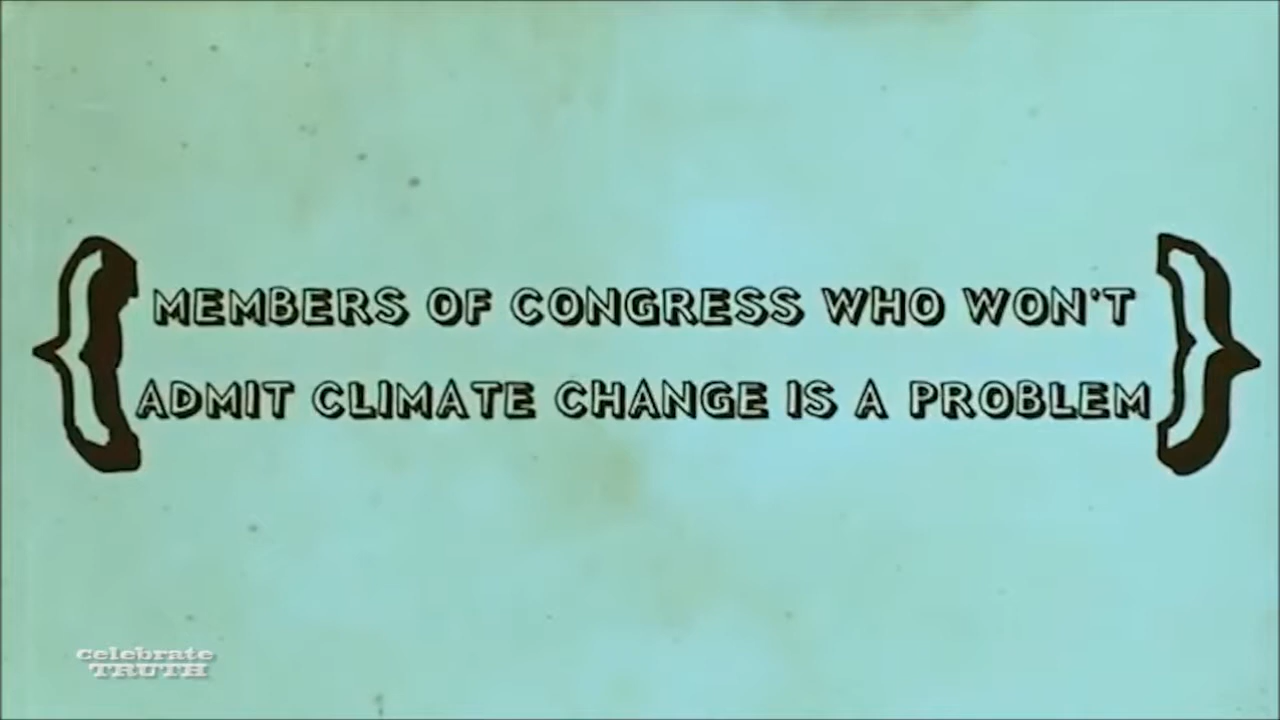 MEMBERS OF CONGRESS WHO WON'T
ADMIT CLIMATE CHANGE IS A PROBLEM
celebrate
TRUTH